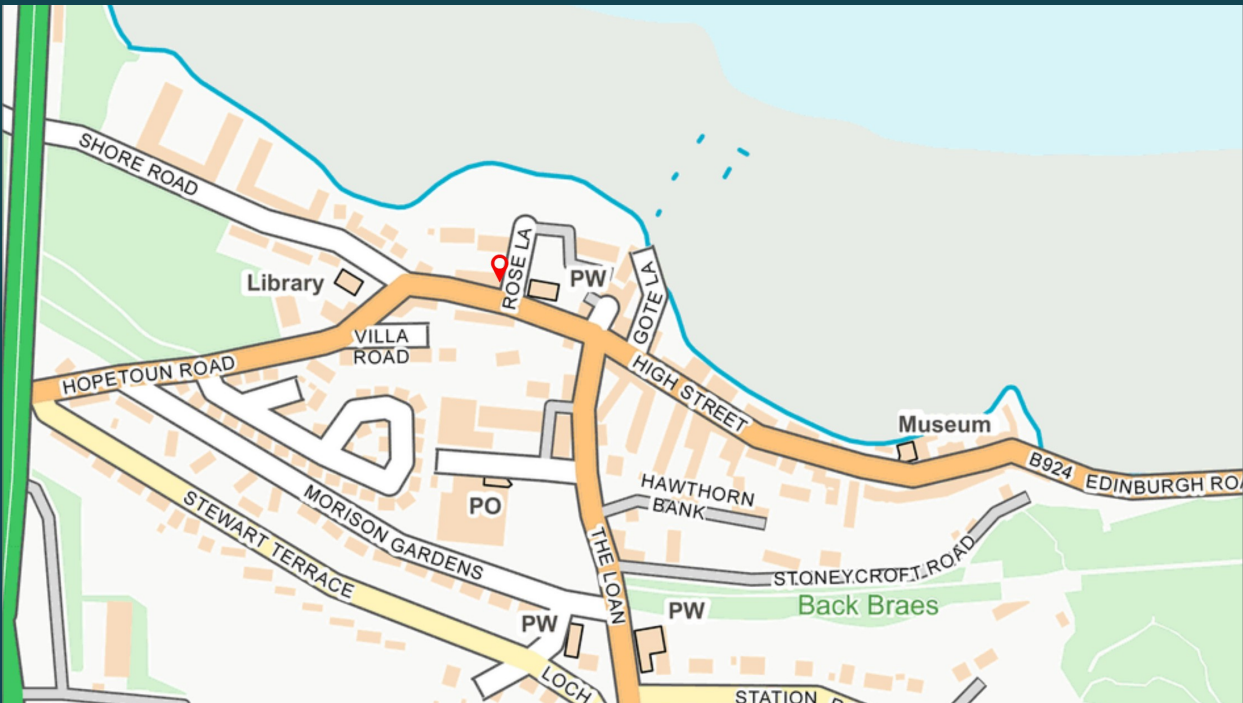 SHORE ROAD
Library
ROSE LA
PW
GOTE LA
VILLA
ROAD
HOPETOUN ROAD
HIGH STREET
Museum
B924
EDINBURGH ROA
HAWTHORN
BANK
PO
MORISON GARDENS
STEWART TERRACE
THE LOAN
STONEYCROFT ROAD
Back Braes
PW
PW
LOCH
STATION